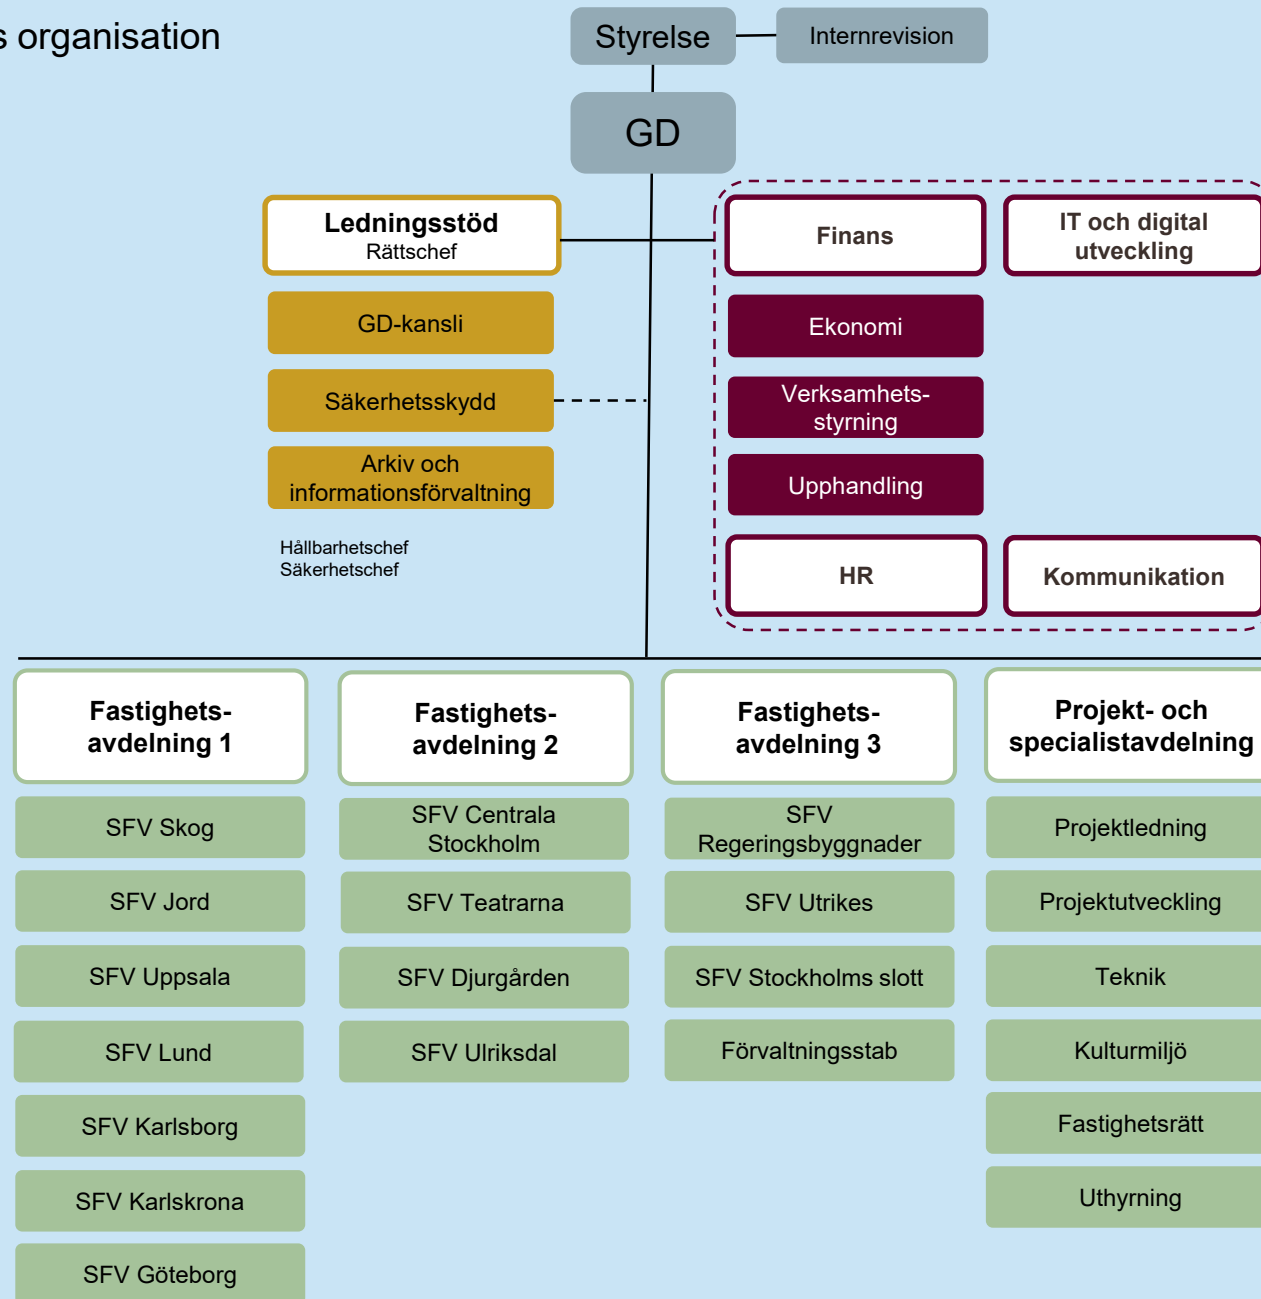 s organisation
Styrelse
Internrevision
GD
Ledningsstöd
Rättschef
GD-kansli
Säkerhetsskydd
Arkiv och
informationsförvaltning
Hållbarhetschef
Säkerhetschef
Finans
IT och digital
utveckling
Ekonomi
Verksamhets-
styrning
Upphandling
HR
Kommunikation
Fastighets-
avdelning 1
SFV Skog
SFV Jord
SFV Uppsala
SFV Lund
SFV Karlsborg
SFV Karlskrona
SFV Göteborg
Fastighets-
avdelning 2
SFV Centrala
Stockholm
SFV Teatrarna
SFV Djurgården
SFV Ulriksdal
Fastighets-
avdelning 3
SFV
Regeringsbyggnader
SFV Utrikes
SFV Stockholms slott
Förvaltningsstab
Projekt- och
specialistavdelning
Projektledning
Projektutveckling
Teknik
Kulturmiljö
Fastighetsrätt
Uthyrning